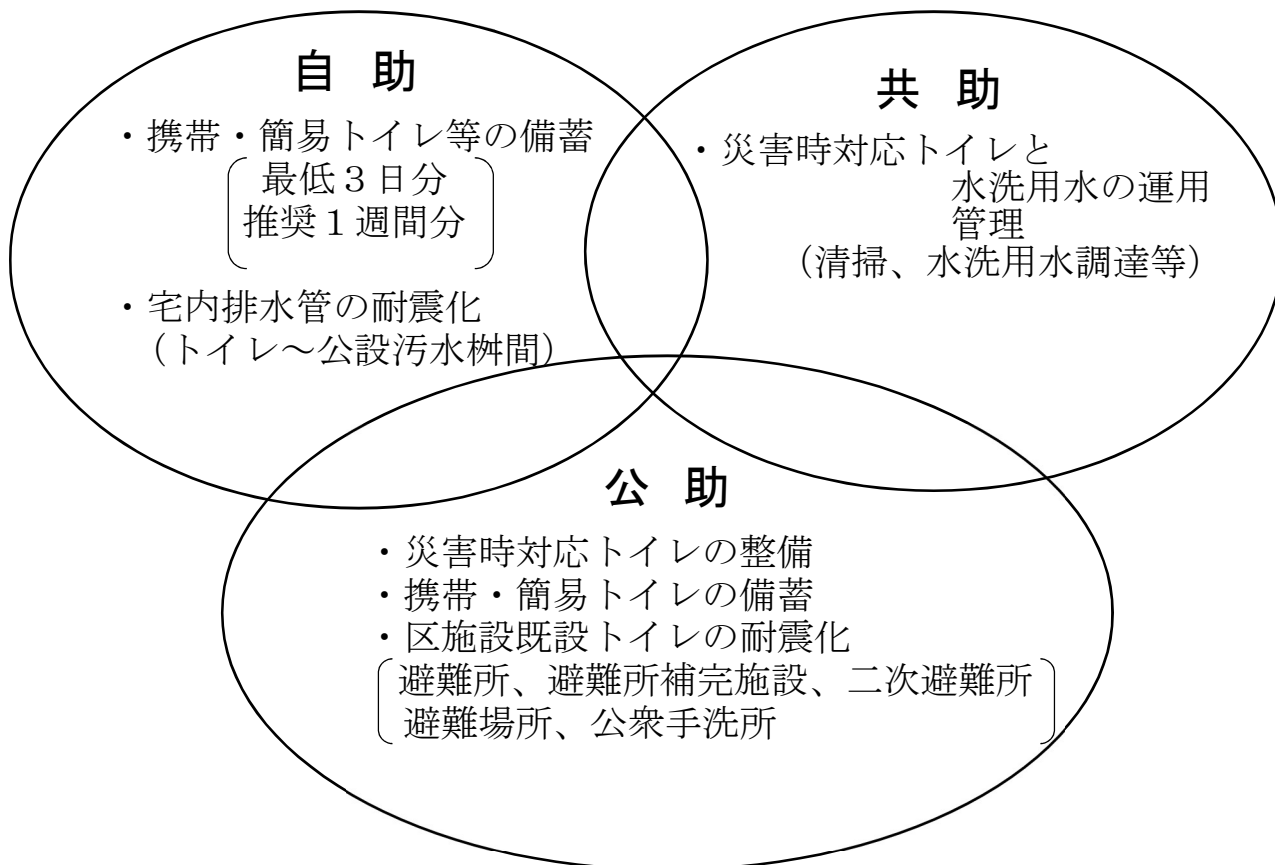 自 助
・携帯・簡易トイレ等の備蓄
最低３日分
推奨１週間分
・宅内排水管の耐震化
（トイレ～公設汚水桝間）
共 助
・災害時対応トイレと
水洗用水の運用
管理
（清掃、水洗用水調達等）
公 助
・災害時対応トイレの整備
・携帯・簡易トイレの備蓄
・区施設既設トイレの耐震化
避難所、避難所補完施設、二次避難所
避難場所、公衆手洗所